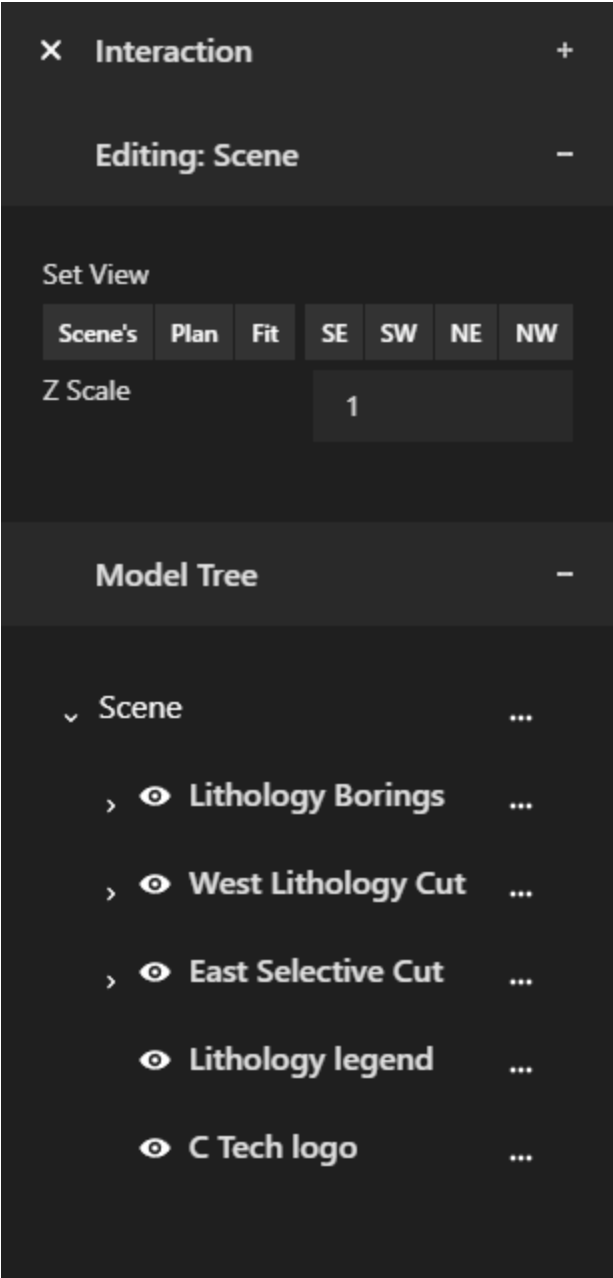 Interaction
Editing: Scene
Set View
Scene's Plan Fit SE SW NE NW
Z Scale 1
Model Tree
Scene ...
Lithology Borings ...
West Lithology Cut ...
East Selective Cut ...
Lithology legend ...
C Tech logo ...